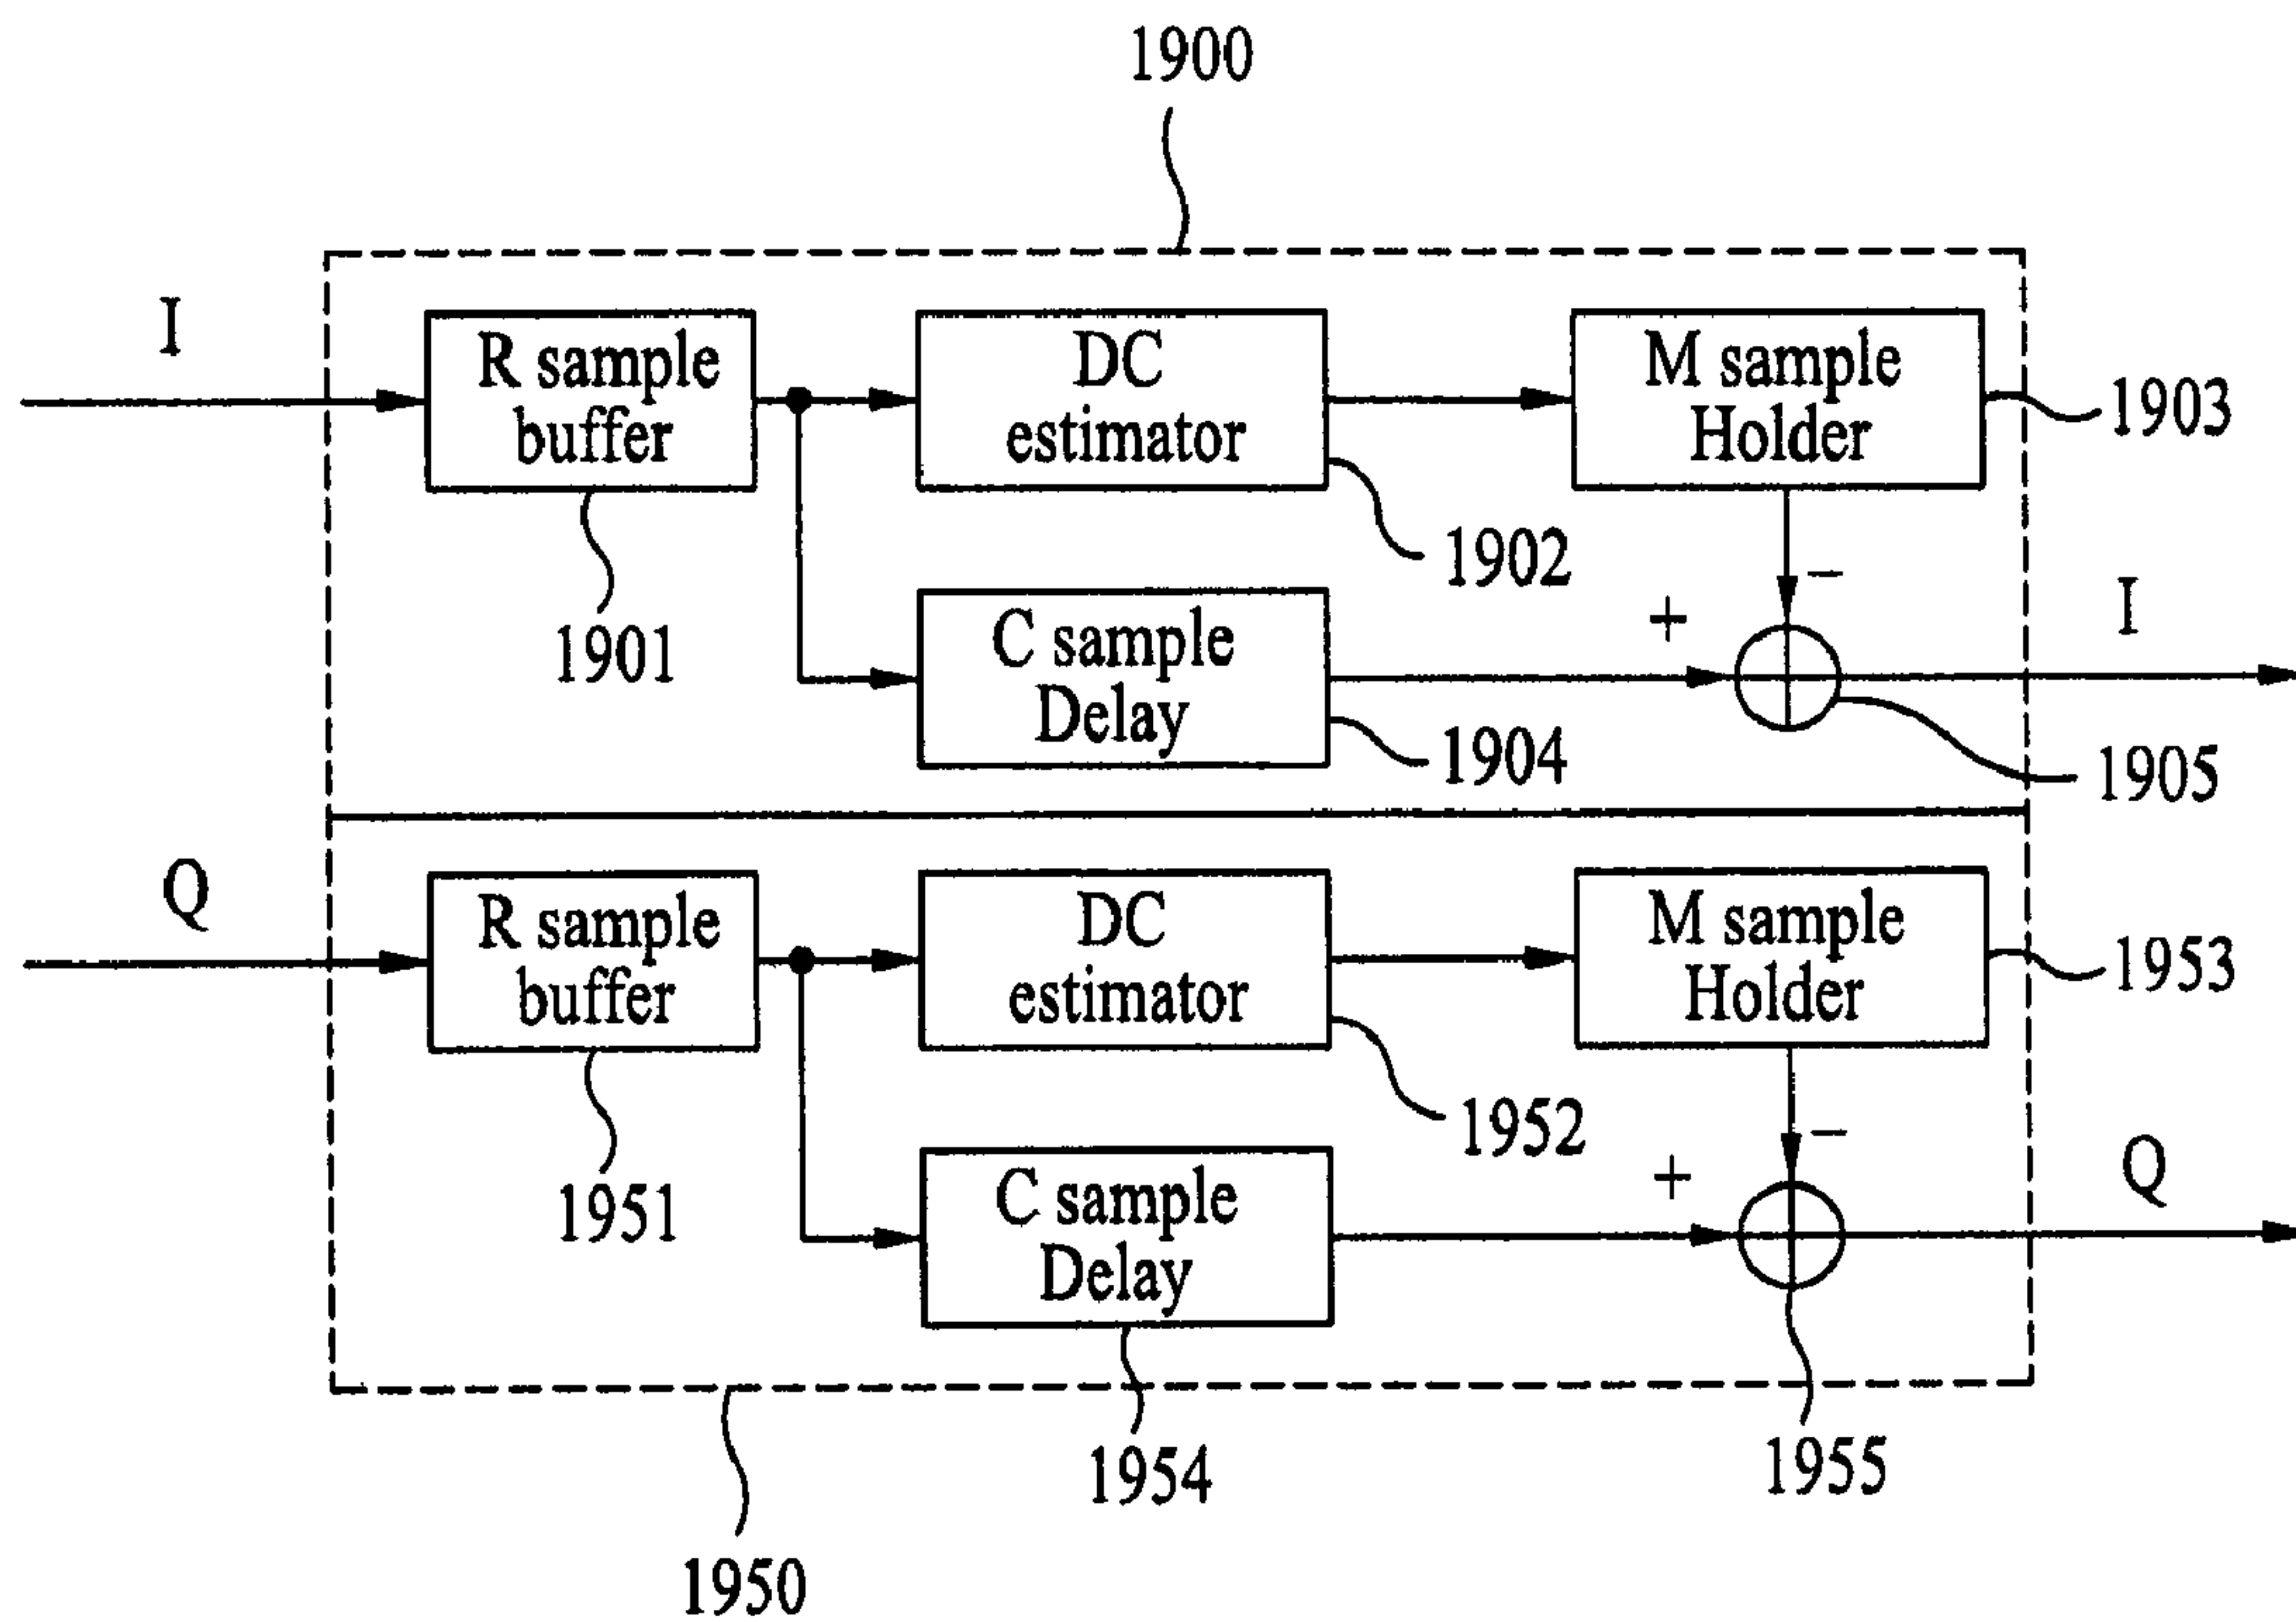 1900
I
R sample
buffer
DC
estimator
M sample
Holder
1903
1902
1901
C sample
Delay
+
−
I
1904
1905
Q
R sample
buffer
DC
estimator
M sample
Holder
1953
1952
1951
C sample
Delay
+
−
Q
1954
1955
1950